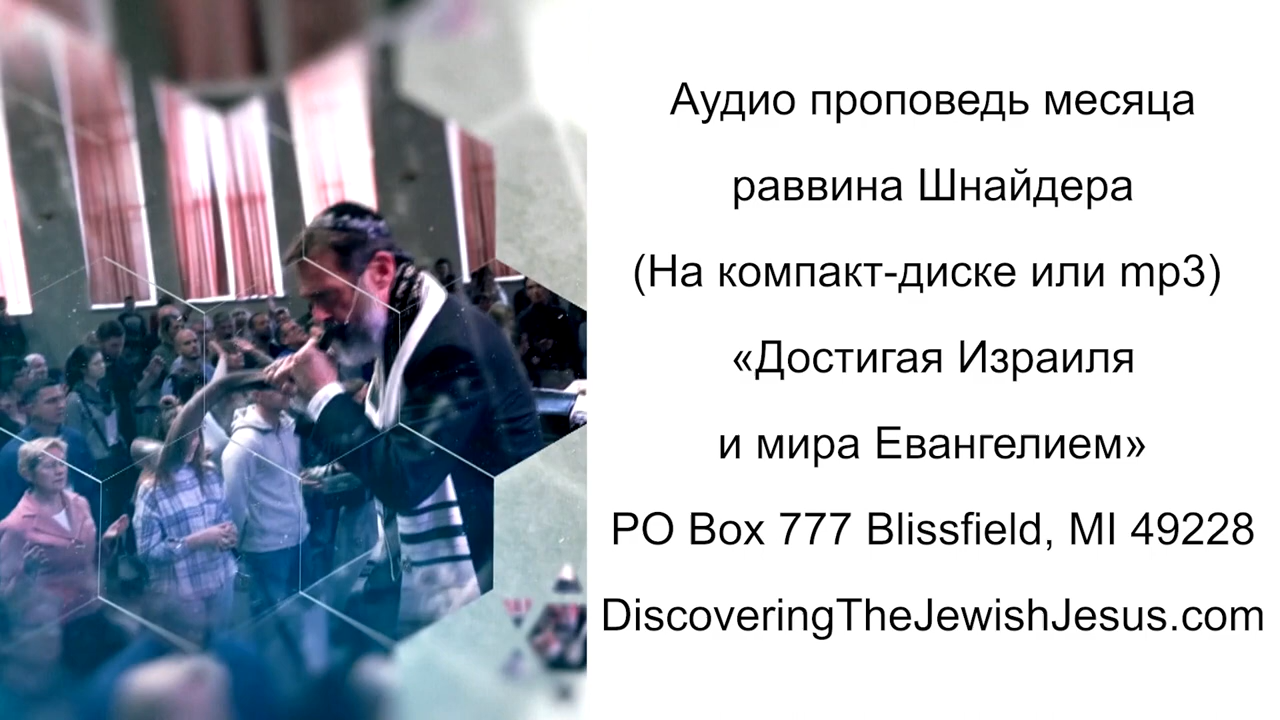 Аудио проповедь месяца
раввина Шнайдера
(На компакт-диске или mp3)
«Достигая Израиля
и мира Евангелием»
PO Box 777 Blissfield, MI 49228
DiscoveringTheJewishJesus.com